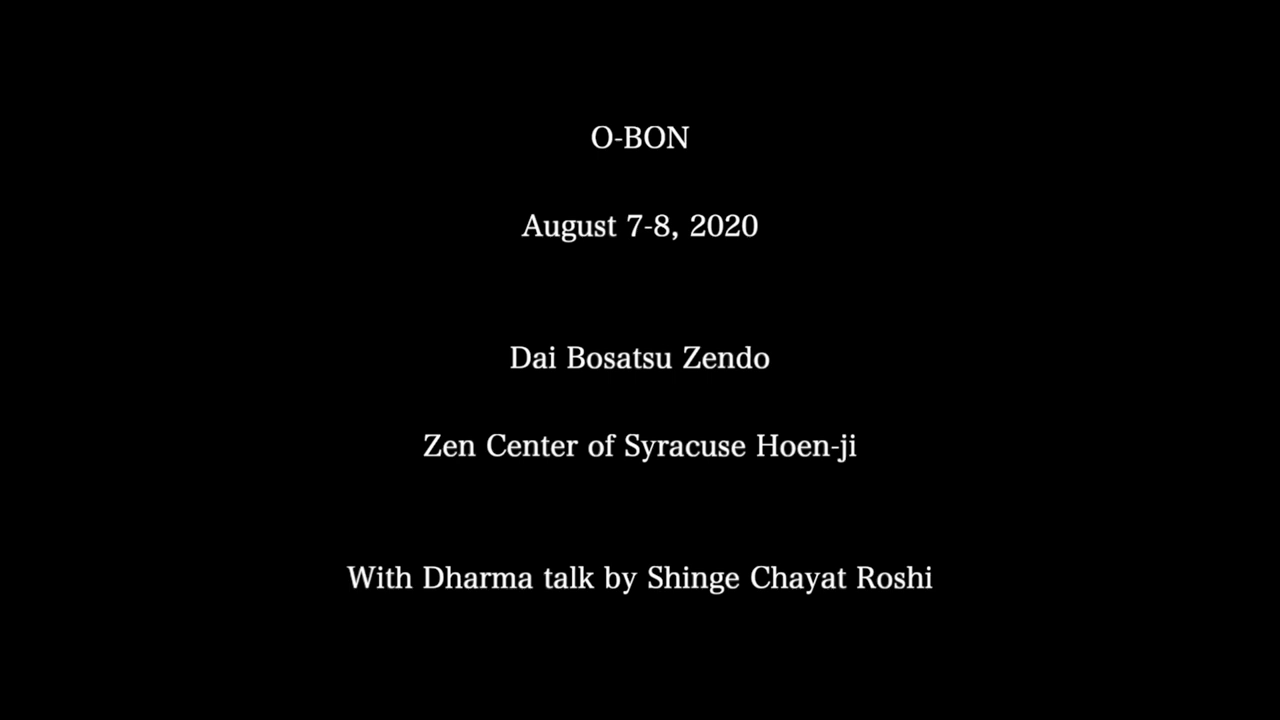 O-BON
August 7-8, 2020
Dai Bosatsu Zendo
Zen Center of Syracuse Hoen-ji
With Dharma talk by Shinge Chayat Roshi